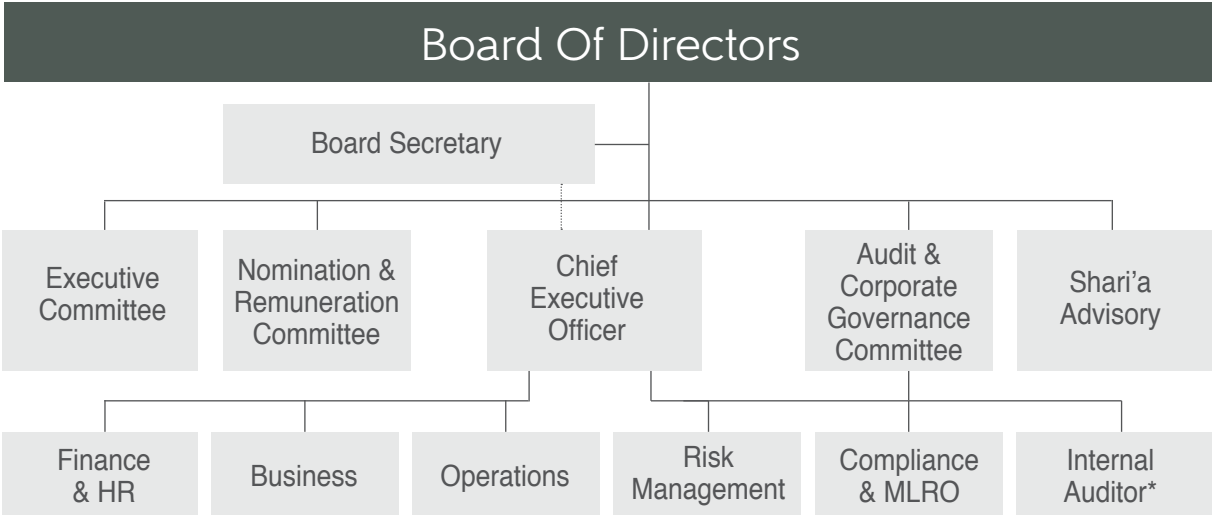 Board Of Directors
Board Secretary
Executive
Committee
Nomination &
Remuneration
Committee
Chief
Executive
Officer
Audit &
Corporate
Governance
Committee
Shari’a
Advisory
Finance
& HR
Business
Operations
Risk
Management
Compliance
& MLRO
Internal
Auditor*